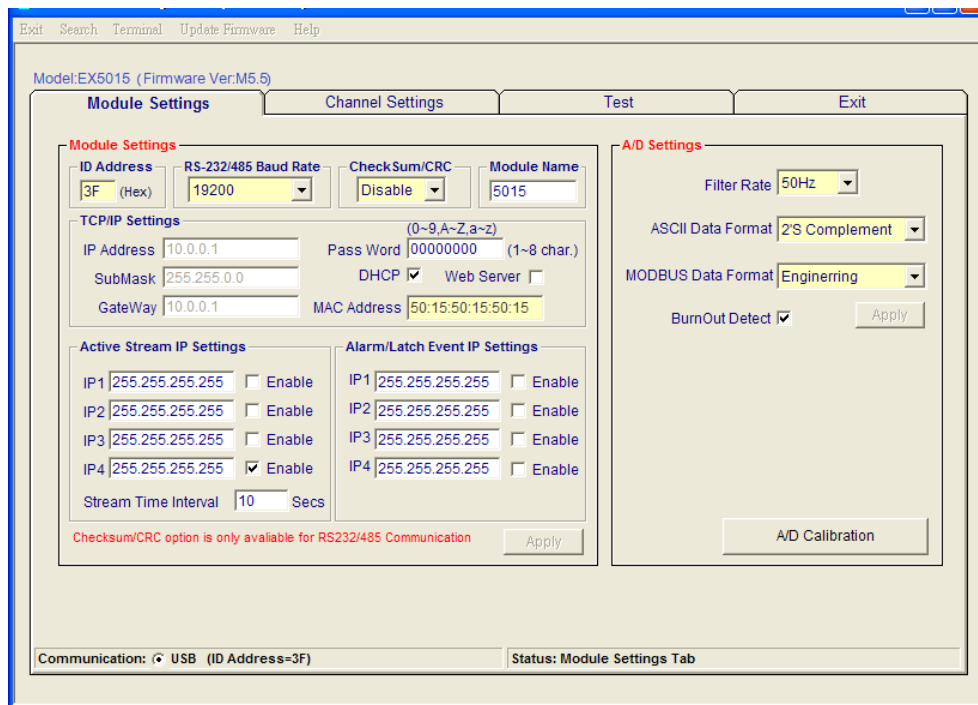 Exit Search Terminal Update Firmware Help
Model:EX5015 (Firmware Ver:M5.5)
Module Settings Channel Settings Test Exit
Module Settings
ID Address RS-232/485 Baud Rate CheckSum/CRC Module Name
3F (Hex) 19200 Disable 5015
TCP/IP Settings
(0~9,A~Z,a~z)
IP Address 10.0.0.1 Pass Word 00000000 (1~8 char.)
SubMask 255.255.0.0 DHCP Web Server
GateWay 10.0.0.1 MAC Address 50:15:50:15:50:15
Active Stream IP Settings Alarm/Latch Event IP Settings
IP1 255.255.255.255 Enable IP1 255.255.255.255 Enable
IP2 255.255.255.255 Enable IP2 255.255.255.255 Enable
IP3 255.255.255.255 Enable IP3 255.255.255.255 Enable
IP4 255.255.255.255 Enable IP4 255.255.255.255 Enable
Stream Time Interval 10 Secs
Checksum/CRC option is only avaliable for RS232/485 Communication Apply
A/D Settings
Filter Rate 50Hz
ASCII Data Format 2'S Complement
MODBUS Data Format Enginerring
BurnOut Detect Apply
A/D Calibration
Communication: USB (ID Address=3F) Status: Module Settings Tab